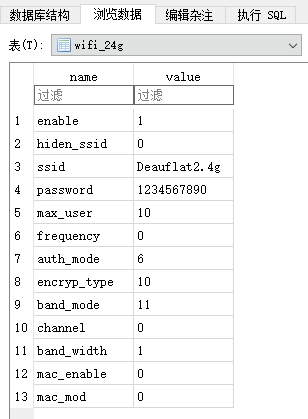 数据库结构 浏览数据 编辑杂注 执行 SQL
表(T): wifi_24g
name value
过滤 过滤
1 enable 1
2 hiden_ssid 0
3 ssid Deauflat2.4g
4 password 1234567890
5 max_user 10
6 frequency 0
7 auth_mode 6
8 encryp_type 10
9 band_mode 11
10 channel 0
11 band_width 1
12 mac_enable 0
13 mac_mod 0